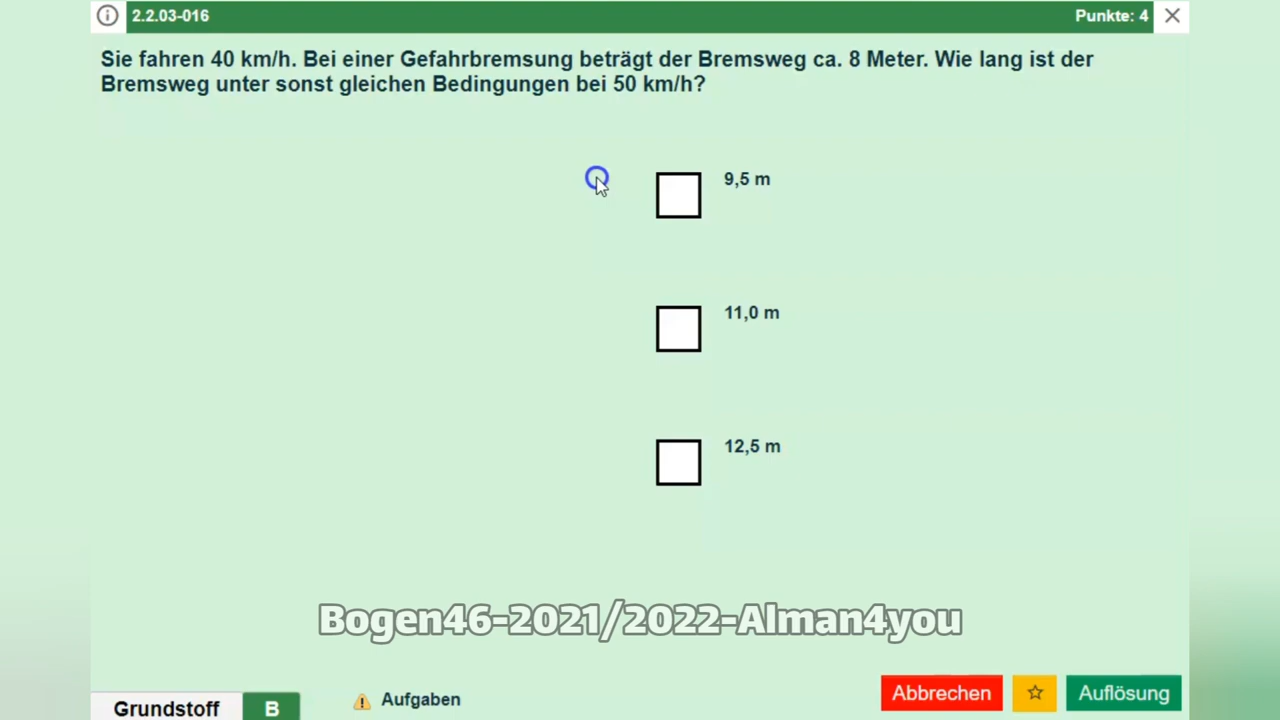 2.2.03-016
Punkte: 4
Sie fahren 40 km/h. Bei einer Gefahrbremsung beträgt der Bremsweg ca. 8 Meter. Wie lang ist der
Bremsweg unter sonst gleichen Bedingungen bei 50 km/h?
9,5 m
11,0 m
12,5 m
Bogen46-2021/2022-Alman4you
Grundstoff
B
Aufgaben
Abbrechen
Auflösung